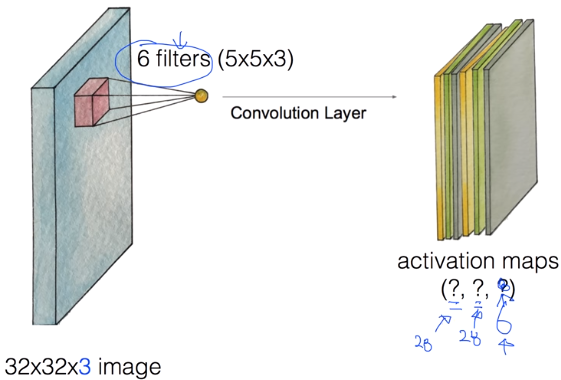 6 filters (5x5x3)
Convolution Layer
activation maps
(?, ?, ?)
28 28 6
32x32x3 image